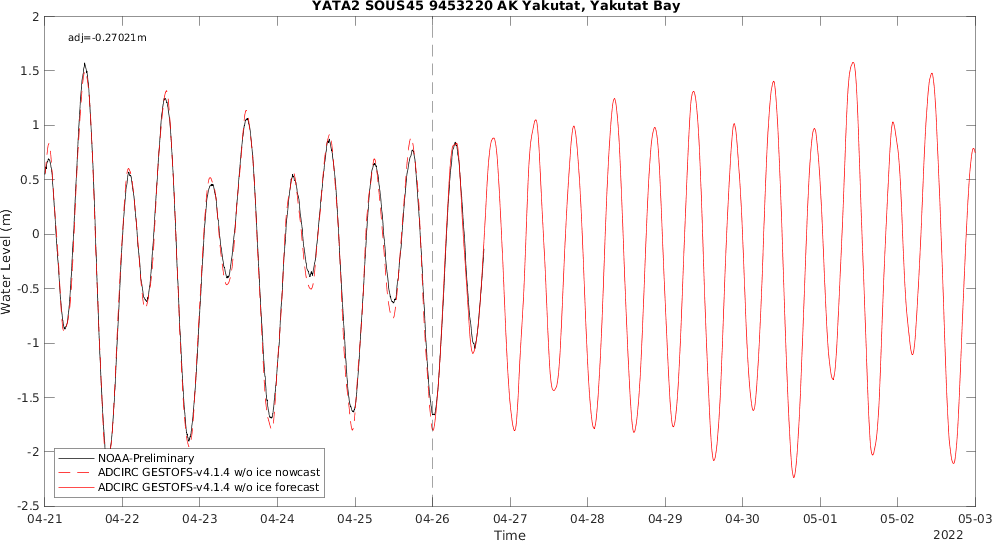 YATA2 SOUS45 9453220 AK Yakutat, Yakutat Bay
adj=-0.27021m
2
1.5
1
0.5
0
-0.5
-1
-1.5
-2
-2.5
Water Level (m)
NOAA-Preliminary
ADCIRC GESTOFS-v4.1.4 w/o ice nowcast
ADCIRC GESTOFS-v4.1.4 w/o ice forecast
04-21 04-22 04-23 04-24 04-25 04-26 04-27 04-28 04-29 04-30 05-01 05-02 05-03
Time
2022